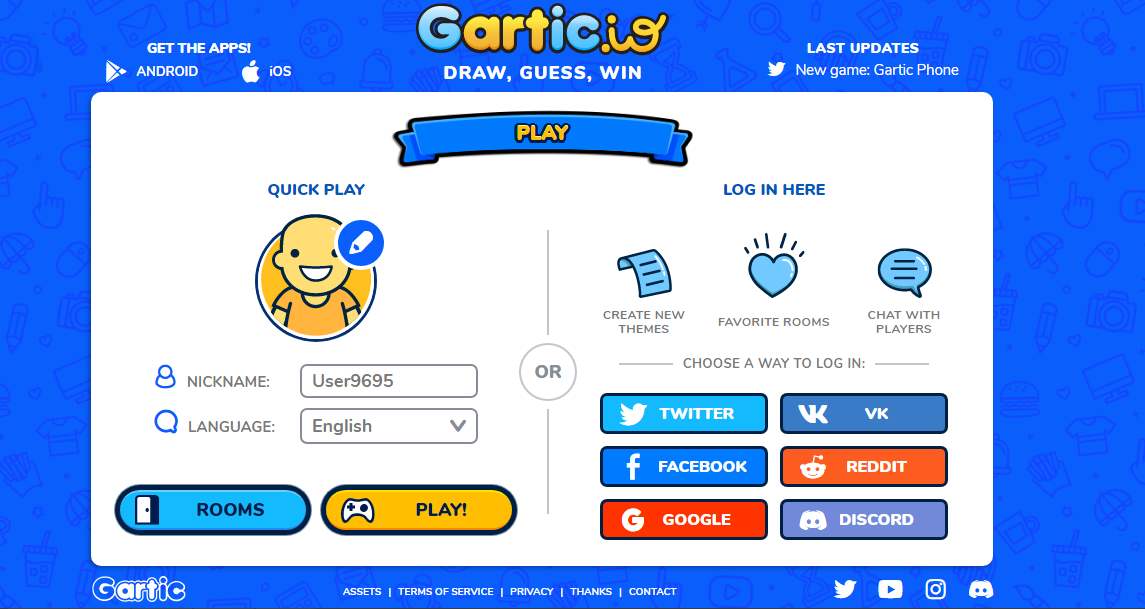 GET THE APPS!
ANDROID
iOS
Gartic.io
DRAW, GUESS, WIN
LAST UPDATES
New game: Gartic Phone
PLAY
QUICK PLAY
NICKNAME:
User9695
LANGUAGE:
English
ROOMS
PLAY!
OR
LOG IN HERE
CREATE NEW
THEMES
FAVORITE ROOMS
CHAT WITH
PLAYERS
CHOOSE A WAY TO LOG IN:
TWITTER
VK
FACEBOOK
REDDIT
GOOGLE
DISCORD
Gartic
ASSETS | TERMS OF SERVICE | PRIVACY | THANKS | CONTACT